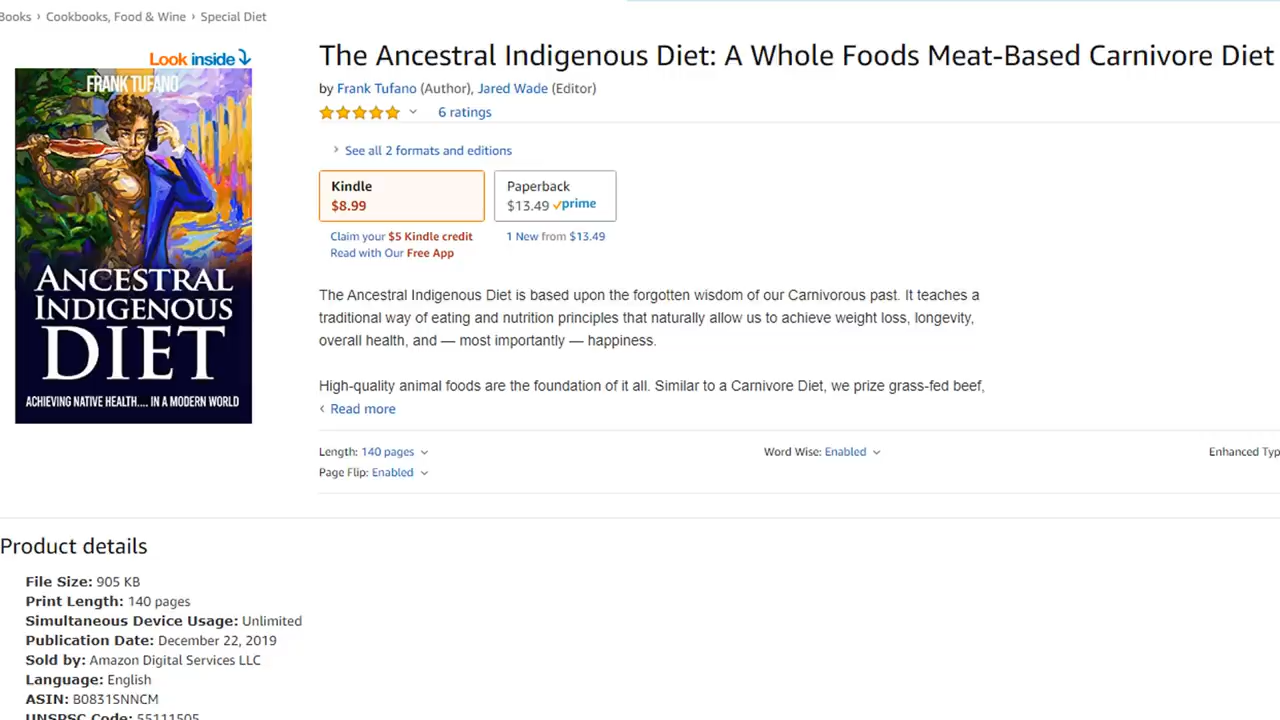 Books › Cookbooks, Food & Wine › Special Diet
Look inside
FRANK TUFANO
ANCESTRAL
INDIGENOUS
DIET
ACHIEVING NATIVE HEALTH.... IN A MODERN WORLD
The Ancestral Indigenous Diet: A Whole Foods Meat-Based Carnivore Diet
by Frank Tufano (Author), Jared Wade (Editor)
6 ratings
› See all 2 formats and editions
Kindle
$8.99
Paperback
$13.49 prime
Claim your $5 Kindle credit
Read with Our Free App
1 New from $13.49
The Ancestral Indigenous Diet is based upon the forgotten wisdom of our Carnivorous past. It teaches a
traditional way of eating and nutrition principles that naturally allow us to achieve weight loss, longevity,
overall health, and — most importantly — happiness.
High-quality animal foods are the foundation of it all. Similar to a Carnivore Diet, we prize grass-fed beef,
‹ Read more
Length: 140 pages
Word Wise: Enabled
Enhanced Typ
Page Flip: Enabled
Product details
File Size: 905 KB
Print Length: 140 pages
Simultaneous Device Usage: Unlimited
Publication Date: December 22, 2019
Sold by: Amazon Digital Services LLC
Language: English
ASIN: B0831SNNCM
UNSPSC Code: 55111505